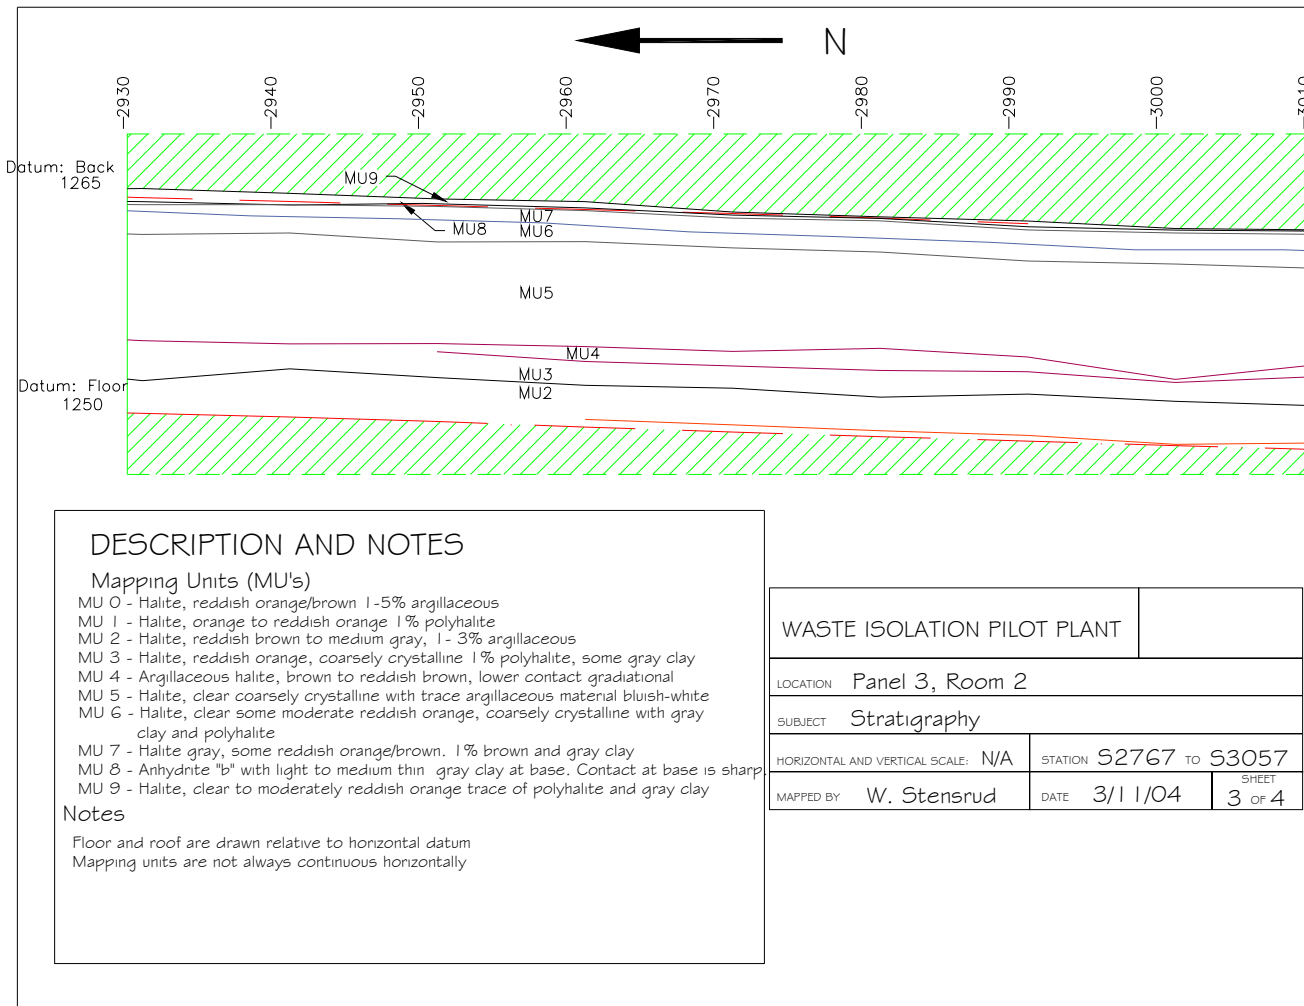 N
2930
2940
2950
2960
2970
2980
2990
3000
3010
Datum: Back
1265
MU9
MU8
MU7
MU6
MU5
MU4
MU3
MU2
Datum: Floor
1250
DESCRIPTION AND NOTES
Mapping Units (MU's)
MU 0 - Halite, reddish orange/brown 1-5% argillaceous
MU 1 - Halite, orange to reddish orange 1% polyhalite
MU 2 - Halite, reddish brown to medium gray, 1- 3% argillaceous
MU 3 - Halite, reddish orange, coarsely crystalline 1% polyhalite, some gray clay
MU 4 - Argillaceous halite, brown to reddish brown, lower contact gradiational
MU 5 - Halite, clear coarsely crystalline with trace argillaceous material bluish-white
MU 6 - Halite, clear some moderate reddish orange, coarsely crystalline with gray
clay and polyhalite
MU 7 - Halite gray, some reddish orange/brown. 1% brown and gray clay
MU 8 - Anhydrite "b" with light to medium thin gray clay at base. Contact at base is sharp.
MU 9 - Halite, clear to moderately reddish orange trace of polyhalite and gray clay
Notes
Floor and roof are drawn relative to horizontal datum
Mapping units are not always continuous horizontally
WASTE ISOLATION PILOT PLANT
LOCATION Panel 3, Room 2
SUBJECT Stratigraphy
HORIZONTAL AND VERTICAL SCALE: N/A
STATION S2767 TO S3057
MAPPED BY W. Stensrud
DATE 3/11/04
SHEET
3 OF 4